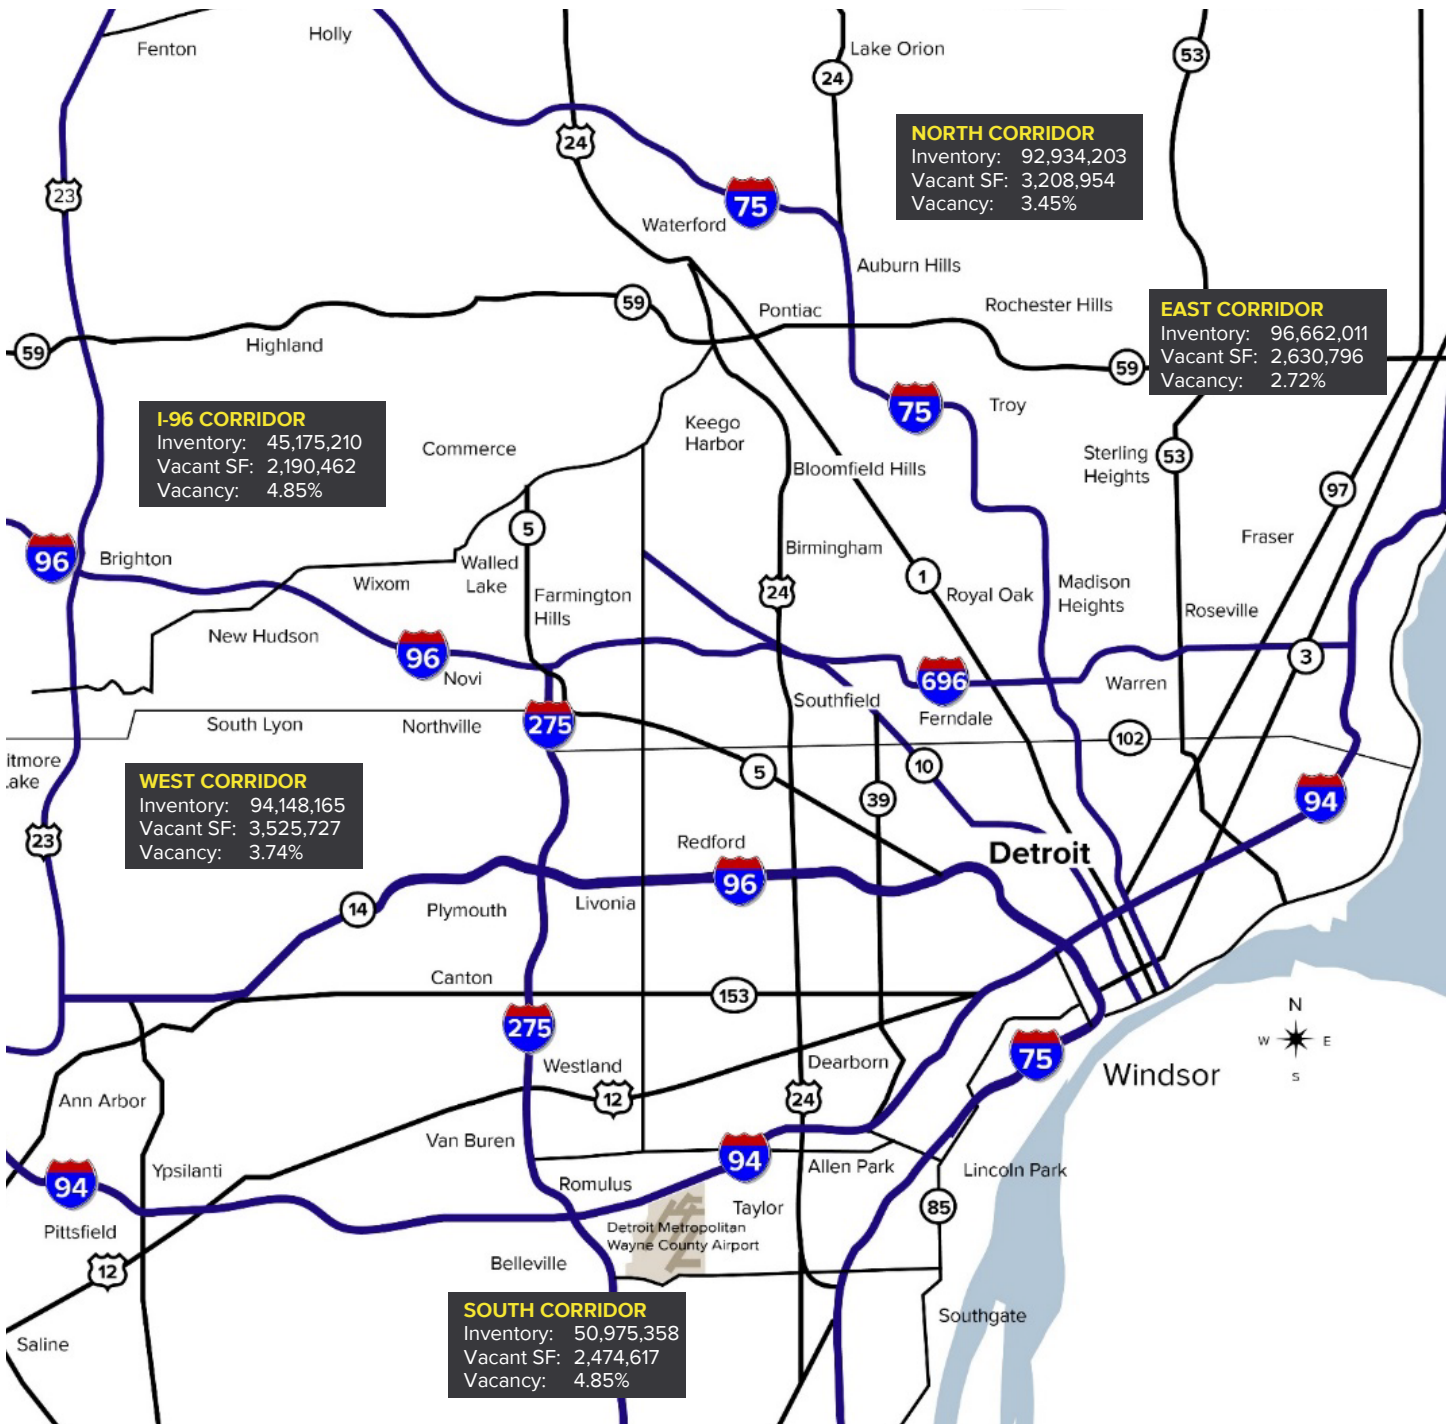 Fenton
Holly
Lake Orion
53
24
24
NORTH CORRIDOR
Inventory: 92,934,203
Vacant SF: 3,208,954
Vacancy: 3.45%
23
75
Waterford
Auburn Hills
59
Pontiac
Rochester Hills
EAST CORRIDOR
Inventory: 96,662,011
Vacant SF: 2,630,796
Vacancy: 2.72%
59
Highland
59
75
Troy
I-96 CORRIDOR
Inventory: 45,175,210
Vacant SF: 2,190,462
Vacancy: 4.85%
Keego
Harbor
Commerce
Bloomfield Hills
Sterling
Heights
53
97
5
Fraser
96
Brighton
Walled
Lake
Birmingham
Wixom
24
1
Farmington
Hills
Royal Oak
Madison
Heights
Roseville
New Hudson
96
Novi
3
696
Warren
Southfield
Ferndale
South Lyon
Northville
275
102
itmore
ake
5
10
39
94
WEST CORRIDOR
Inventory: 94,148,165
Vacant SF: 3,525,727
Vacancy: 3.74%
23
Redford
Detroit
96
14
Plymouth
Livonia
Canton
153
N
W
E
S
275
75
Westland
Dearborn
Windsor
12
24
Ann Arbor
Van Buren
94
Allen Park
Lincoln Park
Ypsilanti
94
Romulus
Taylor
85
Pittsfield
Detroit Metropolitan
Wayne County Airport
12
Belleville
SOUTH CORRIDOR
Inventory: 50,975,358
Vacant SF: 2,474,617
Vacancy: 4.85%
Southgate
Saline